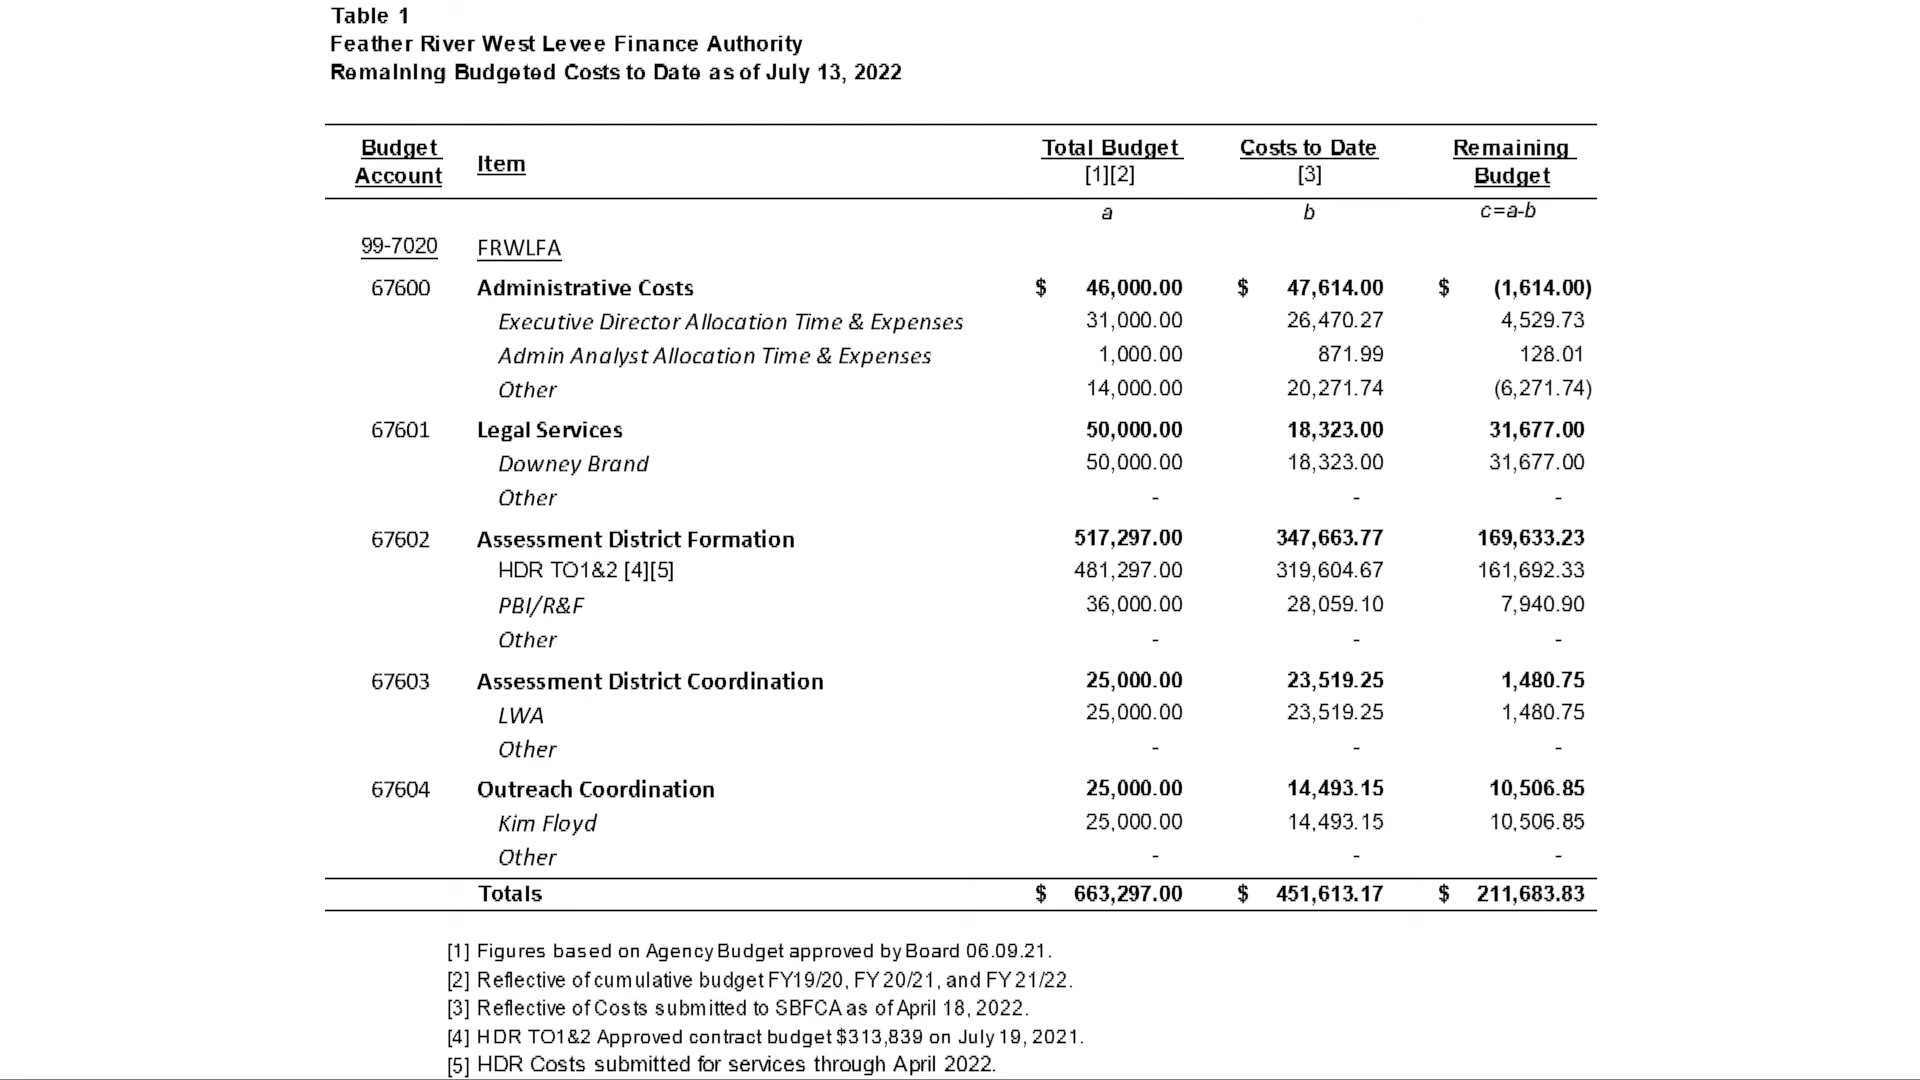 Table 1
Feather River West Levee Finance Authority
Remaining Budgeted Costs to Date as of July 13, 2022
Budget Account Item Total Budget [1][2] Costs to Date [3] Remaining Budget
a b c=a-b
99-7020 FRWLFA
67600 Administrative Costs $ 46,000.00 $ 47,614.00 $ (1,614.00)
Executive Director Allocation Time & Expenses 31,000.00 26,470.27 4,529.73
Admin Analyst Allocation Time & Expenses 1,000.00 871.99 128.01
Other 14,000.00 20,271.74 (6,271.74)
67601 Legal Services 50,000.00 18,323.00 31,677.00
Downey Brand 50,000.00 18,323.00 31,677.00
Other - - -
67602 Assessment District Formation 517,297.00 347,663.77 169,633.23
HDR TO1&2 [4][5] 481,297.00 319,604.67 161,692.33
PBI/R&F 36,000.00 28,059.10 7,940.90
Other - - -
67603 Assessment District Coordination 25,000.00 23,519.25 1,480.75
LWA 25,000.00 23,519.25 1,480.75
Other - - -
67604 Outreach Coordination 25,000.00 14,493.15 10,506.85
Kim Floyd 25,000.00 14,493.15 10,506.85
Other - - -
Totals $ 663,297.00 $ 451,613.17 $ 211,683.83
[1] Figures based on Agency Budget approved by Board 06.09.21.
[2] Reflective of cumulative budget FY19/20, FY 20/21, and FY 21/22.
[3] Reflective of Costs submitted to SBFCA as of April 18, 2022.
[4] HDR TO1&2 Approved contract budget $313,839 on July 19, 2021.
[5] HDR Costs submitted for services through April 2022.